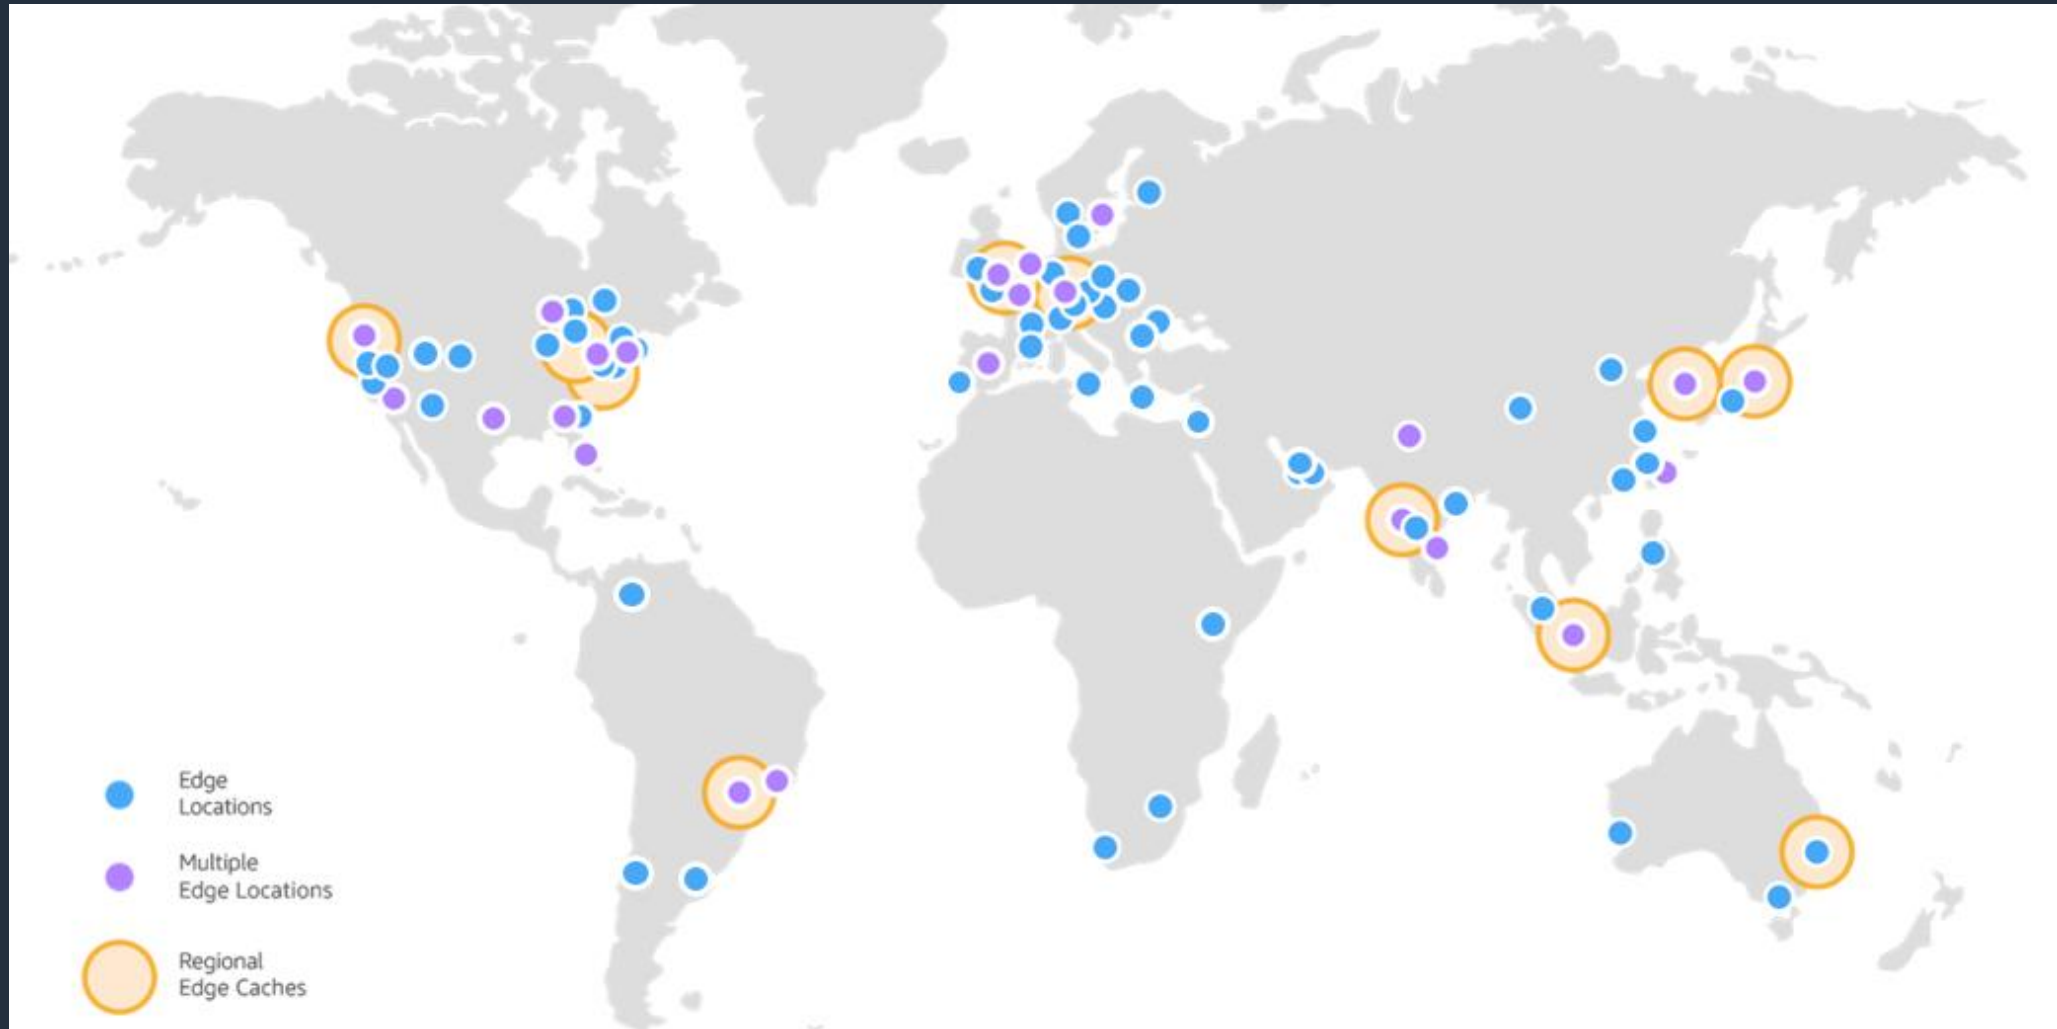 Edge
Locations
Multiple
Edge Locations
Regional
Edge Caches